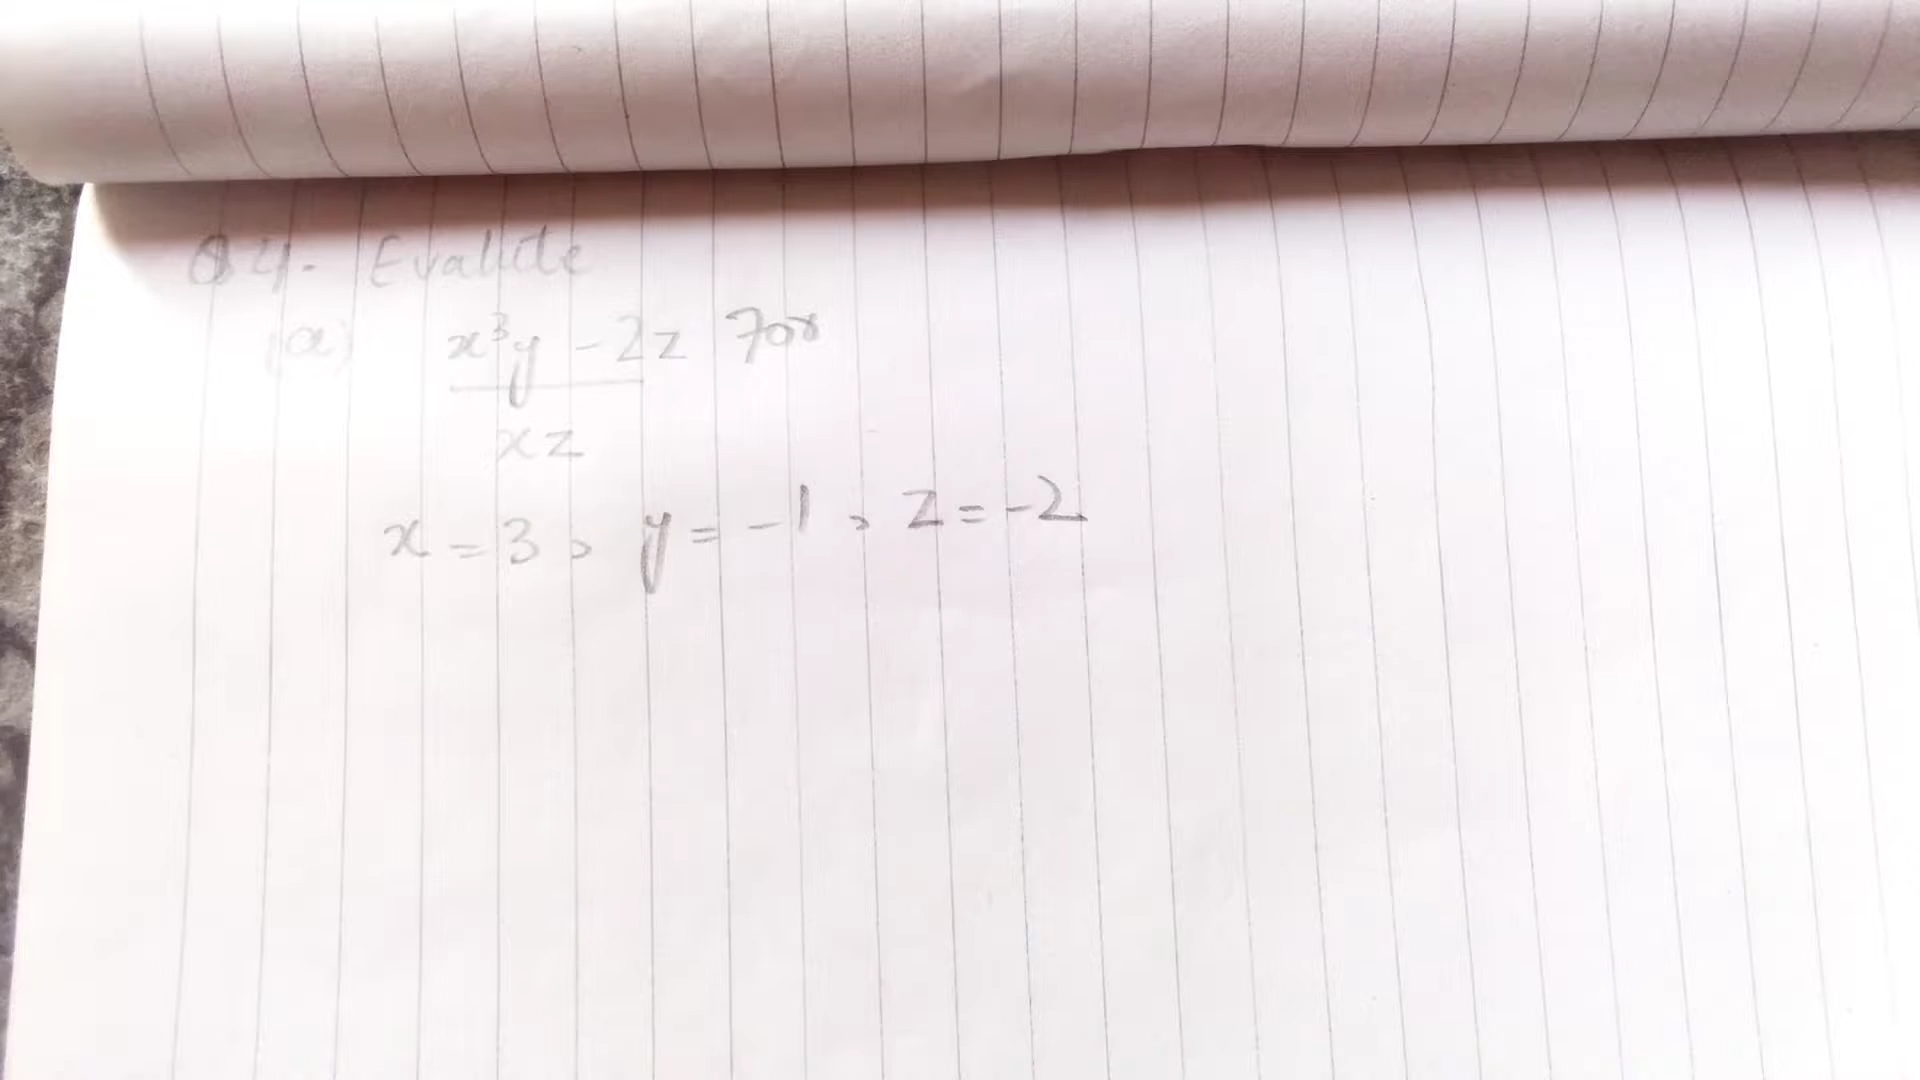 Q4. Evalute
(a) x³y - 2z for
xz
x = 3, y = -1, z = -2